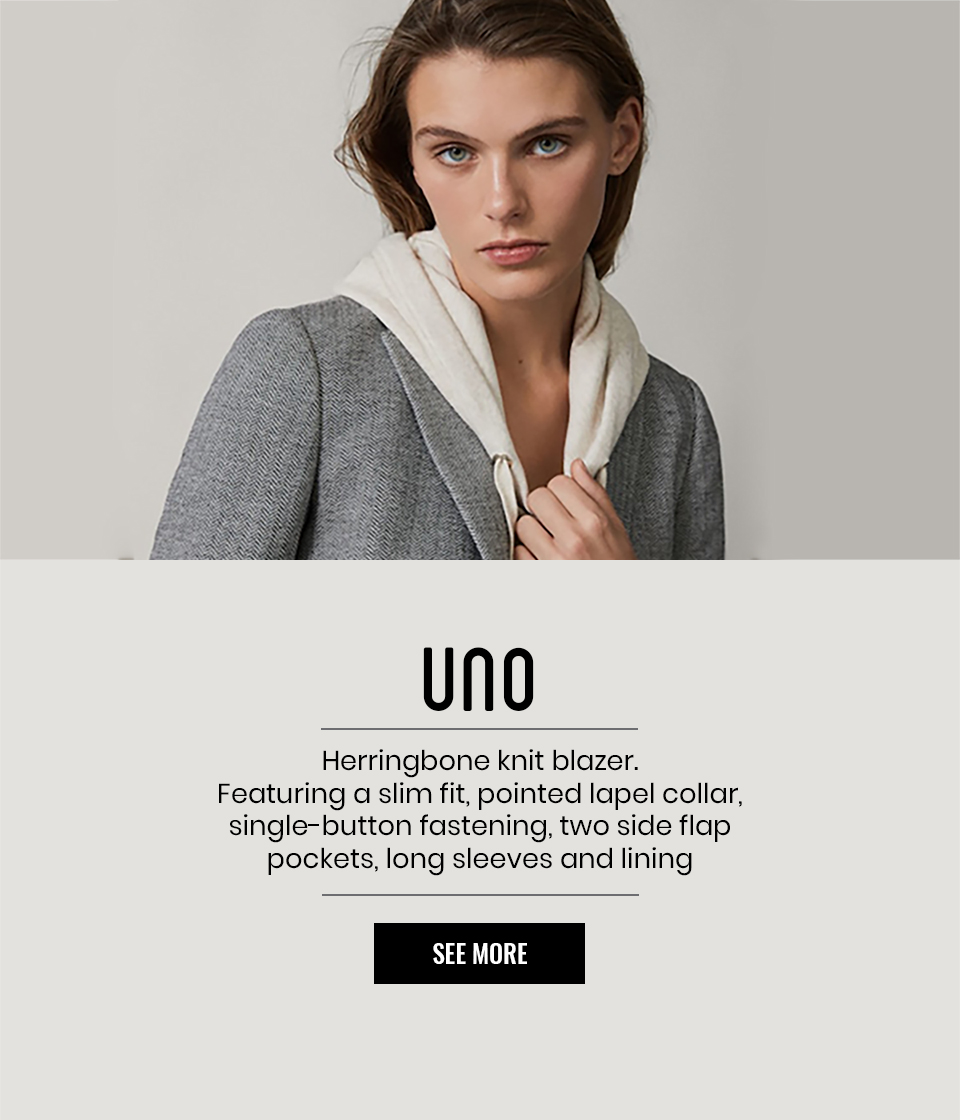 UNO
Herringbone knit blazer.
Featuring a slim fit, pointed lapel collar,
single-button fastening, two side flap
pockets, long sleeves and lining
SEE MORE